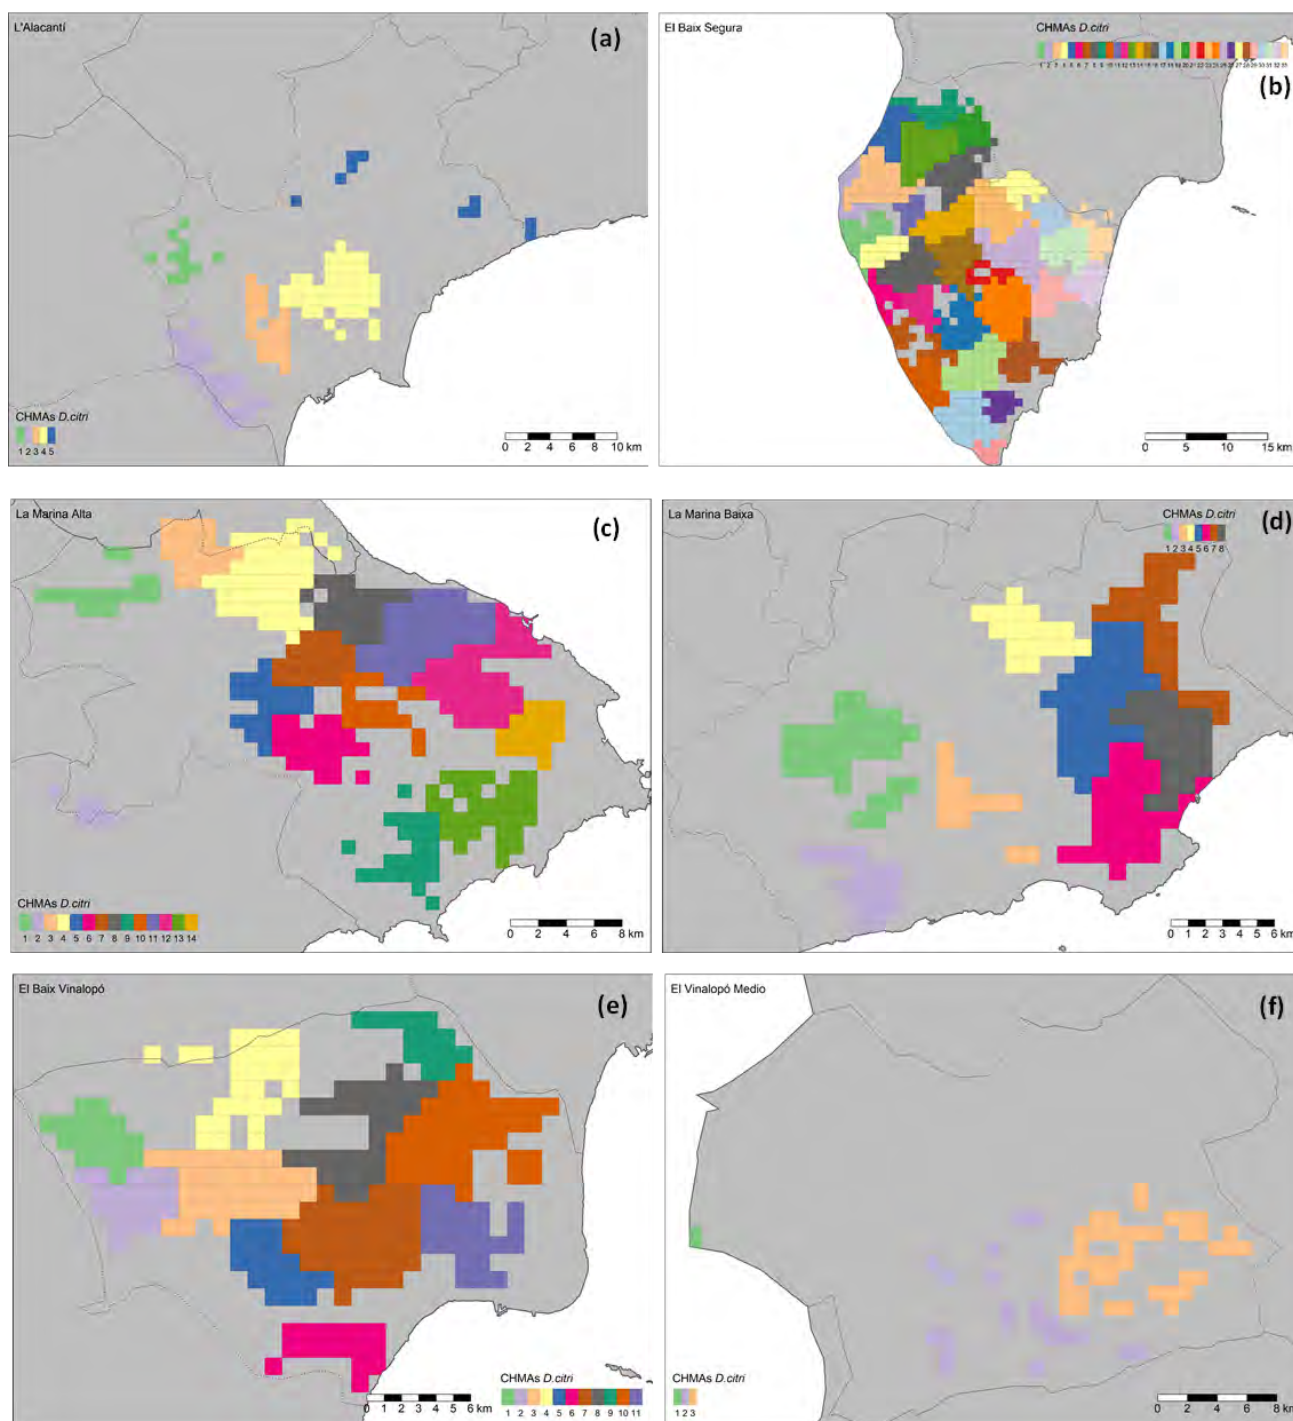 L'Alacantí
(a)
CHMAs D.citri
1 2 3 4 5
0 2 4 6 8 10 km
El Baix Segura
CHMAs D.citri
(b)
0 5 10 15 km
La Marina Alta
(c)
CHMAs D.citri
1 2 3 4 5 6 7 8 9 10 11 12 13 14
0 2 4 6 8 km
La Marina Baixa
CHMAs D.citri
1 2 3 4 5 6 7 8
(d)
0 1 2 3 4 5 6 km
El Baix Vinalopó
(e)
CHMAs D.citri
0 1 2 3 4 5 6 km
1 2 3 4 5 6 7 8 9 10 11
El Vinalopó Medio
(f)
CHMAs D.citri
1 2 3
0 2 4 6 8 km